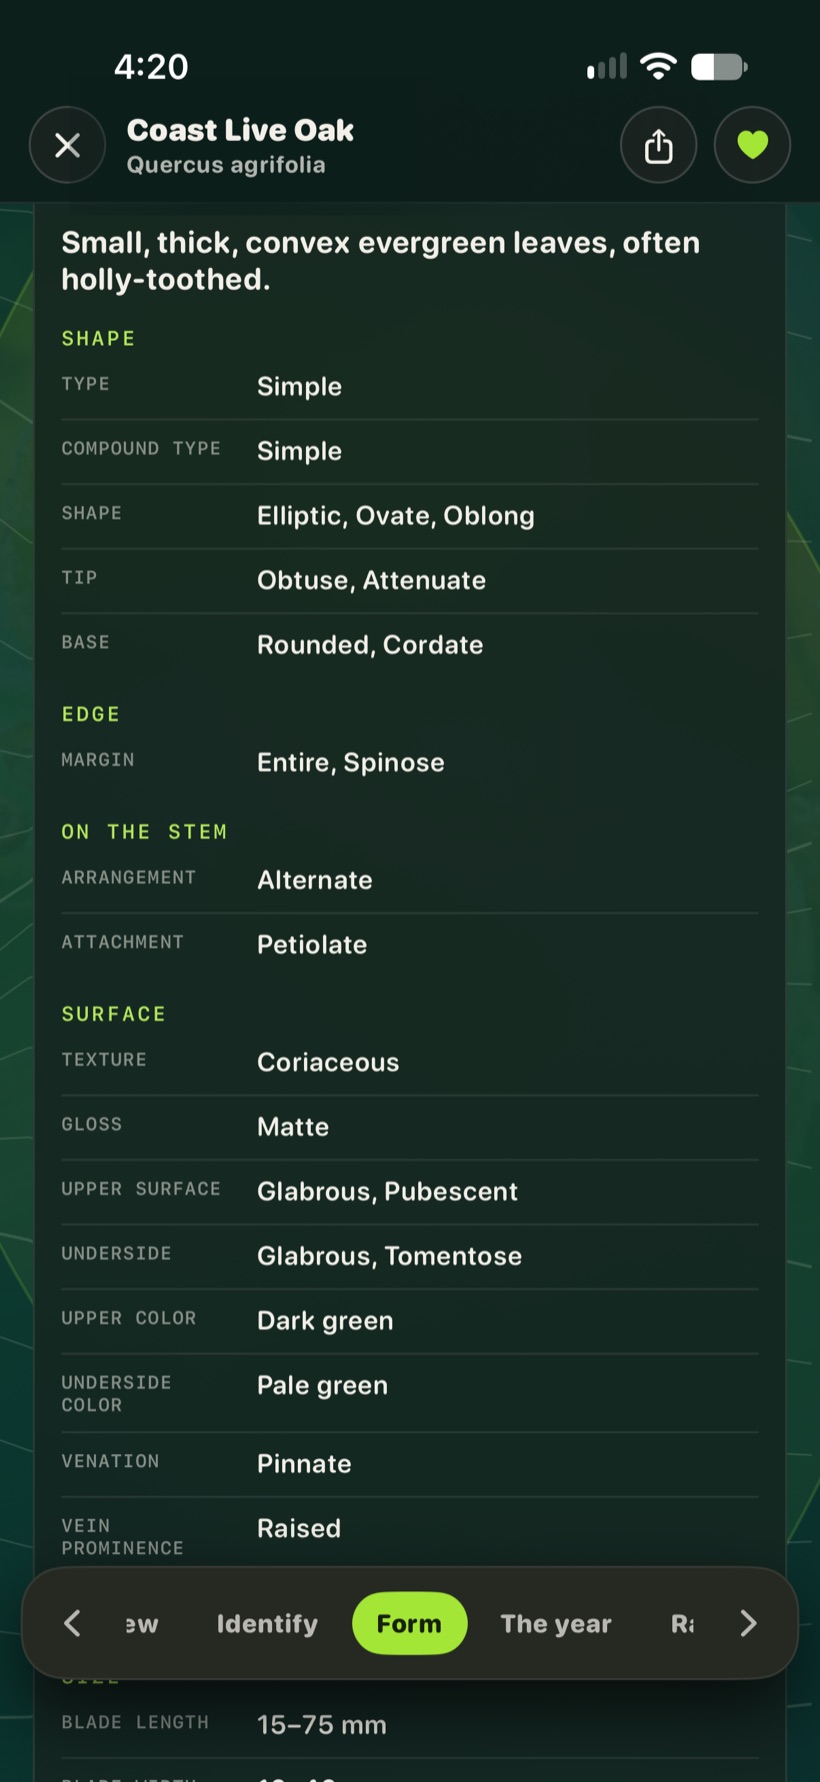 4:20
Coast Live Oak
Quercus agrifolia
Small, thick, convex evergreen leaves, often
holly-toothed.
SHAPE
TYPE Simple
COMPOUND TYPE Simple
SHAPE Elliptic, Ovate, Oblong
TIP Obtuse, Attenuate
BASE Rounded, Cordate
EDGE
MARGIN Entire, Spinose
ON THE STEM
ARRANGEMENT Alternate
ATTACHMENT Petiolate
SURFACE
TEXTURE Coriaceous
GLOSS Matte
UPPER SURFACE Glabrous, Pubescent
UNDERSIDE Glabrous, Tomentose
UPPER COLOR Dark green
UNDERSIDE Pale green
COLOR
VENATION Pinnate
VEIN Raised
PROMINENCE
ew Identify Form The year
BLADE LENGTH 15–75 mm